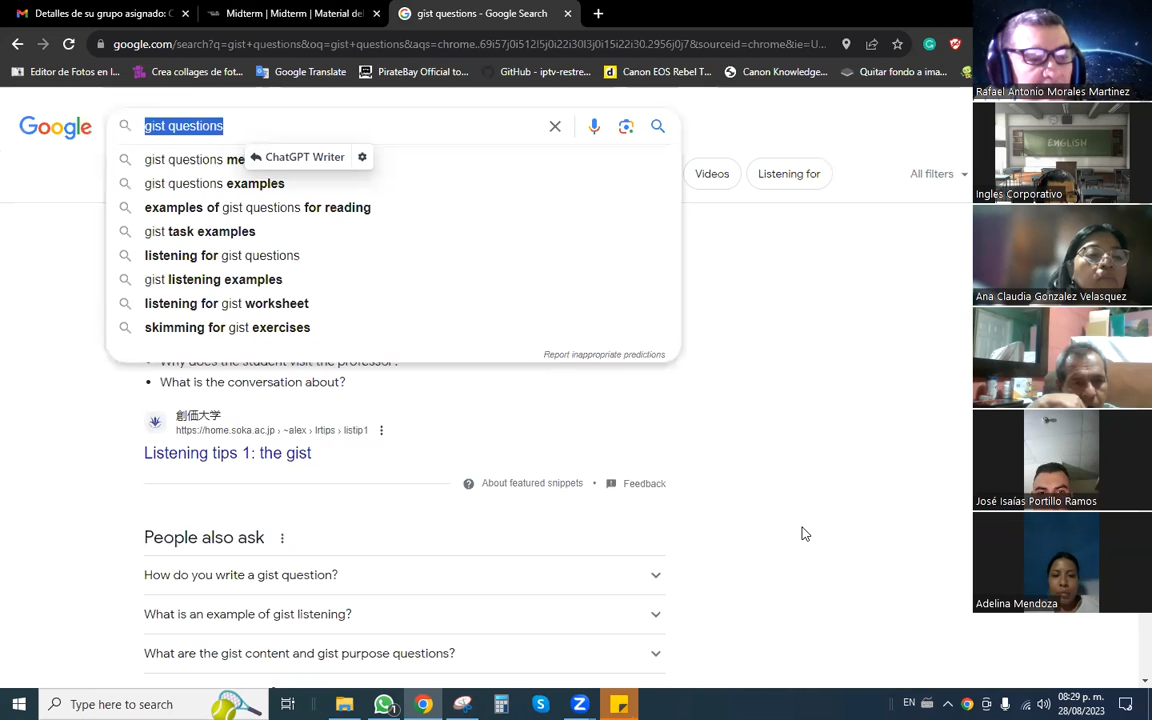 Detalles de su grupo asignado: C
Midterm | Midterm | Material del
gist questions - Google Search
google.com/search?q=gist+questions&oq=gist+questions&aqs=chrome..69i57j0i512l5j0i22i30l3j0i15i22i30.2956j0j7&sourceid=chrome&ie=U...
Editor de Fotos en l...
Crea collages de fot...
Google Translate
PirateBay Official to...
GitHub - iptv-restre...
Canon EOS Rebel T...
Canon Knowledge...
Quitar fondo a ima...
Google
gist questions
gist questions me
ChatGPT Writer
gist questions examples
examples of gist questions for reading
gist task examples
listening for gist questions
gist listening examples
listening for gist worksheet
skimming for gist exercises
Report inappropriate predictions
Videos
Listening for
All filters
Why does the student visit the professor?
What is the conversation about?
創価大学
https://home.soka.ac.jp › ~alex › lrtips › listip1
Listening tips 1: the gist
About featured snippets
Feedback
People also ask
How do you write a gist question?
What is an example of gist listening?
What are the gist content and gist purpose questions?
Rafael Antonio Morales Martinez
Ingles Corporativo
Ana Claudia Gonzalez Velasquez
José Isaías Portillo Ramos
Adelina Mendoza
Type here to search
1
EN
08:29 p. m.
28/08/2023